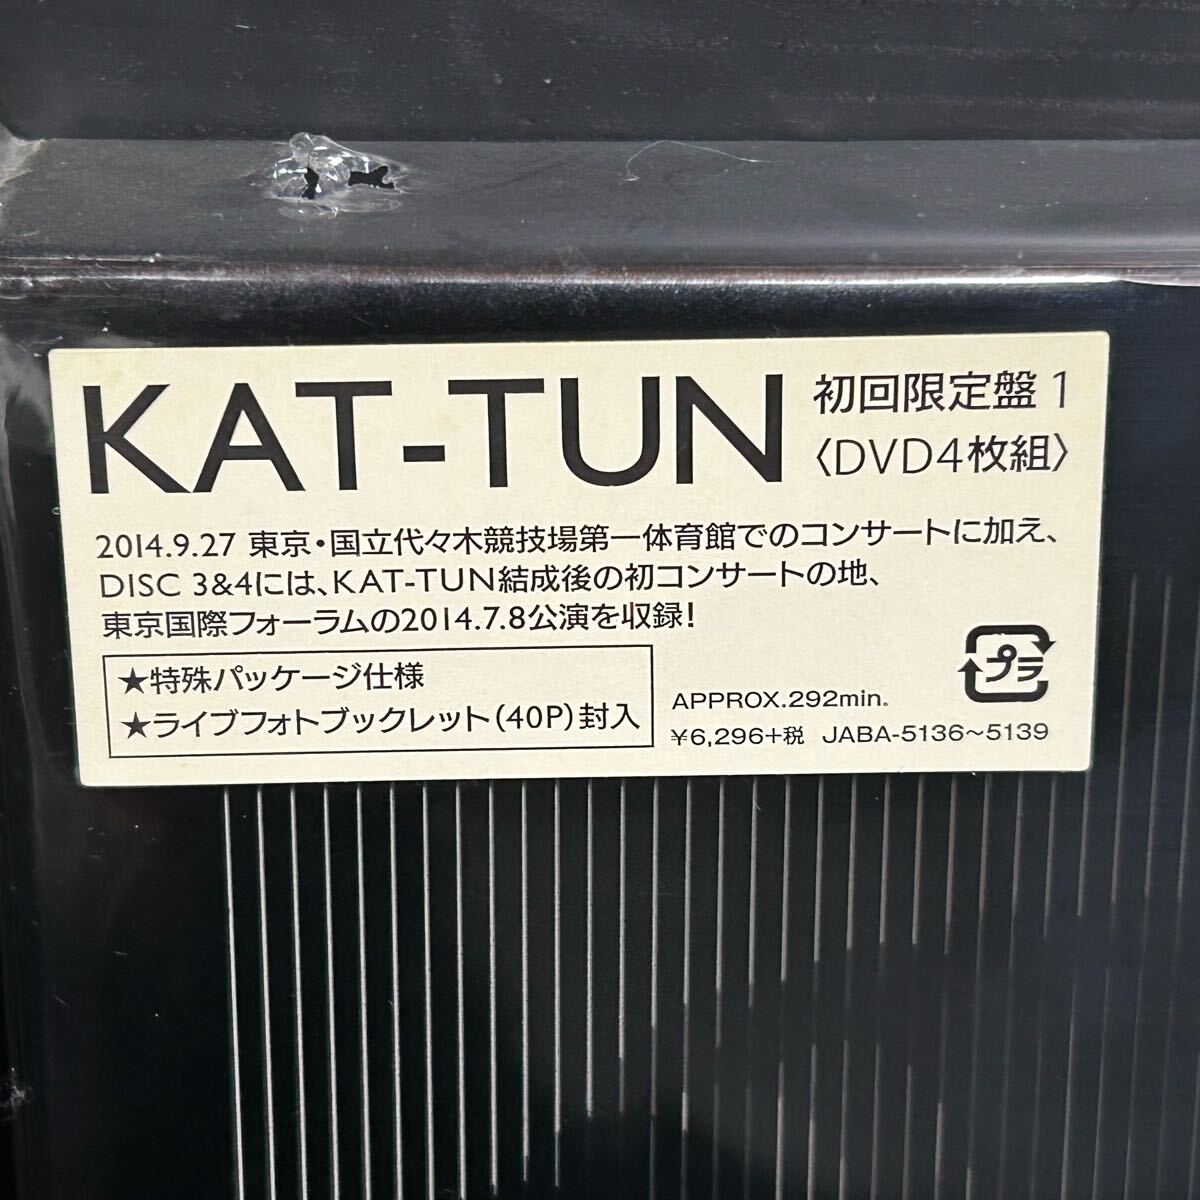 KAT-TUN
初回限定盤 1
〈DVD4枚組〉
2014.9.27 東京・国立代々木競技場第一体育館でのコンサートに加え、
DISC 3&4には、KAT-TUN結成後の初コンサートの地、
東京国際フォーラムの2014.7.8公演を収録!
★特殊パッケージ仕様
★ライブフォトブックレット(40P)封入
プラ
APPROX.292min.
¥6,296+税 JABA-5136~5139